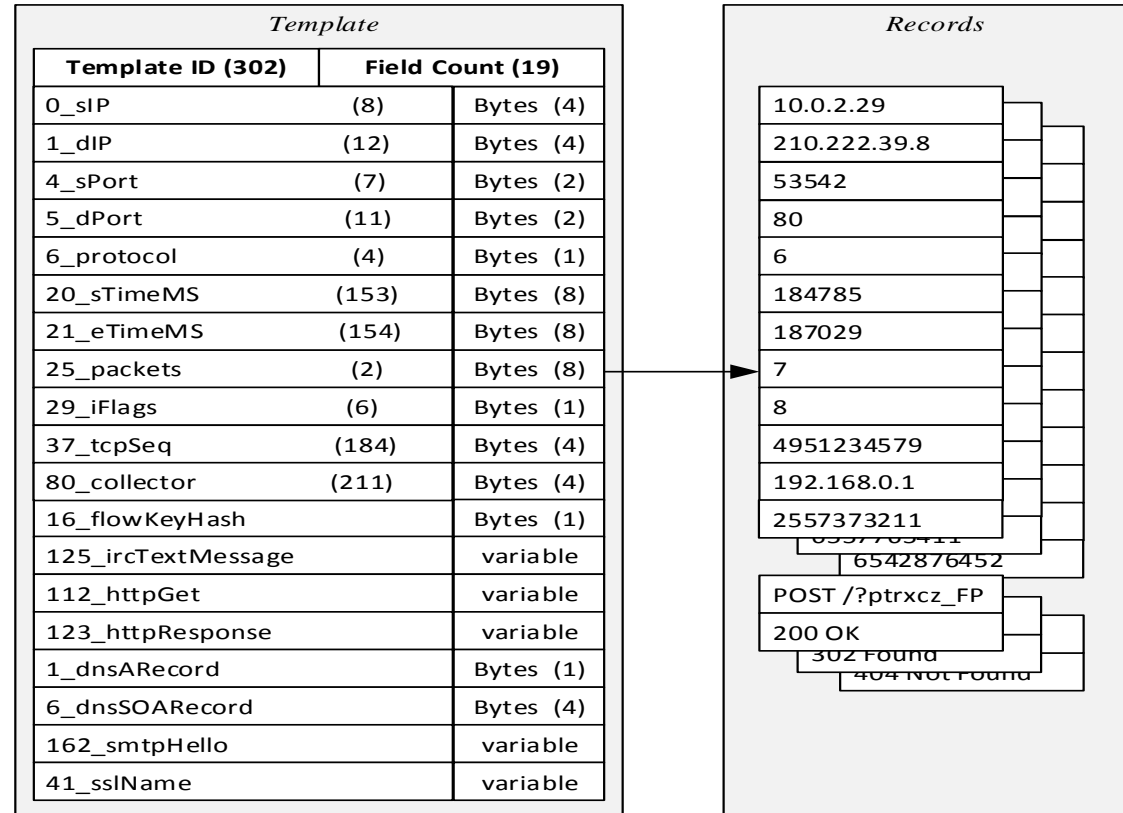 Template
Template ID (302) Field Count (19)
0_sIP (8) Bytes (4)
1_dIP (12) Bytes (4)
4_sPort (7) Bytes (2)
5_dPort (11) Bytes (2)
6_protocol (4) Bytes (1)
20_sTimeMS (153) Bytes (8)
21_eTimeMS (154) Bytes (8)
25_packets (2) Bytes (8)
29_iFlags (6) Bytes (1)
37_tcpSeq (184) Bytes (4)
80_collector (211) Bytes (4)
16_flowKeyHash Bytes (1)
125_ircTextMessage variable
112_httpGet variable
123_httpResponse variable
1_dnsARecord Bytes (1)
6_dnsSOARecord Bytes (4)
162_smtpHello variable
41_sslName variable
Records
10.0.2.29
210.222.39.8
53542
80
6
184785
187029
7
8
4951234579
192.168.0.1
2557373211
6542876452
POST /?ptrxcz_FP
200 OK
302 Found
404 Not Found